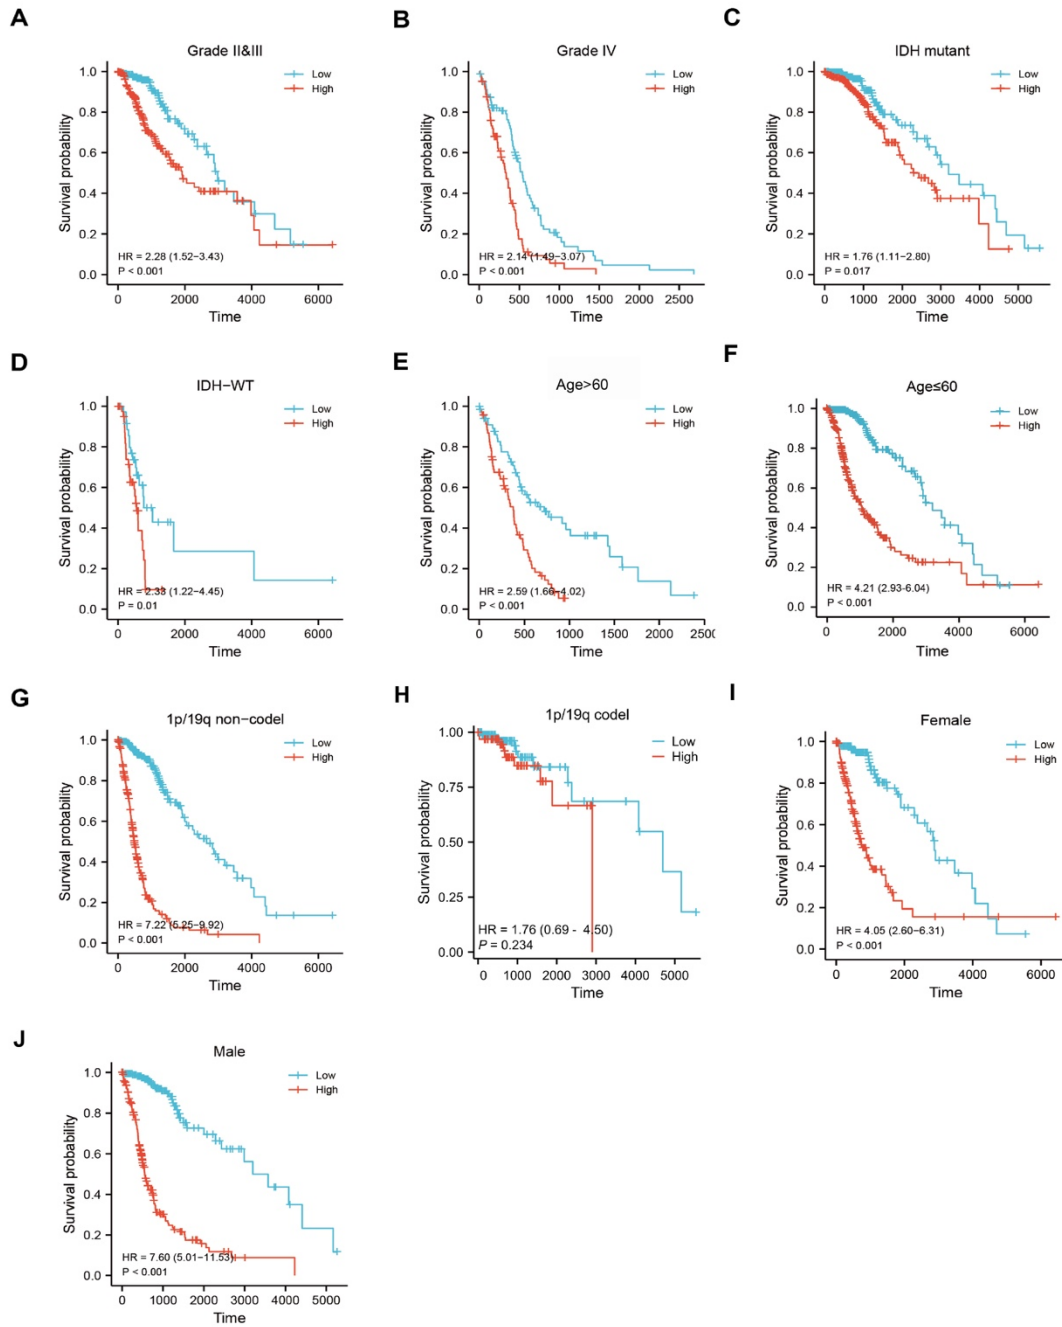 A
Grade II&III
Survival probability
1.0
0.8
0.6
0.4
0.2
0.0
Low
High
HR = 2.28 (1.52−3.43)
P < 0.001
0 2000 4000 6000
Time
B
Grade IV
Survival probability
1.0
0.8
0.6
0.4
0.2
0.0
Low
High
HR = 2.14 (1.49−3.07)
P < 0.001
0 500 1000 1500 2000 2500
Time
C
IDH mutant
Survival probability
1.0
0.8
0.6
0.4
0.2
0.0
Low
High
HR = 1.76 (1.11−2.80)
P = 0.017
0 1000 2000 3000 4000 5000
Time
D
IDH−WT
Survival probability
1.0
0.8
0.6
0.4
0.2
0.0
Low
High
HR = 2.33 (1.22−4.45)
P = 0.01
0 2000 4000 6000
Time
E
Age>60
Survival probability
1.0
0.8
0.6
0.4
0.2
0.0
Low
High
HR = 2.59 (1.66−4.02)
P < 0.001
0 500 1000 1500 2000 2500
Time
F
Age≤60
Survival probability
1.0
0.8
0.6
0.4
0.2
0.0
Low
High
HR = 4.21 (2.93-6.04)
P < 0.001
0 2000 4000 6000
Time
G
1p/19q non−codel
Survival probability
1.0
0.8
0.6
0.4
0.2
0.0
Low
High
HR = 7.22 (5.25−9.92)
P < 0.001
0 2000 4000 6000
Time
H
1p/19q codel
Survival probability
1.00
0.75
0.50
0.25
0.00
Low
High
HR = 1.76 (0.69 - 4.50)
P = 0.234
0 1000 2000 3000 4000 5000
Time
I
Female
Survival probability
1.0
0.8
0.6
0.4
0.2
0.0
Low
High
HR = 4.05 (2.60−6.31)
P < 0.001
0 2000 4000 6000
Time
J
Male
Survival probability
1.0
0.8
0.6
0.4
0.2
0.0
Low
High
HR = 7.60 (5.01−11.53)
P < 0.001
0 1000 2000 3000 4000 5000
Time